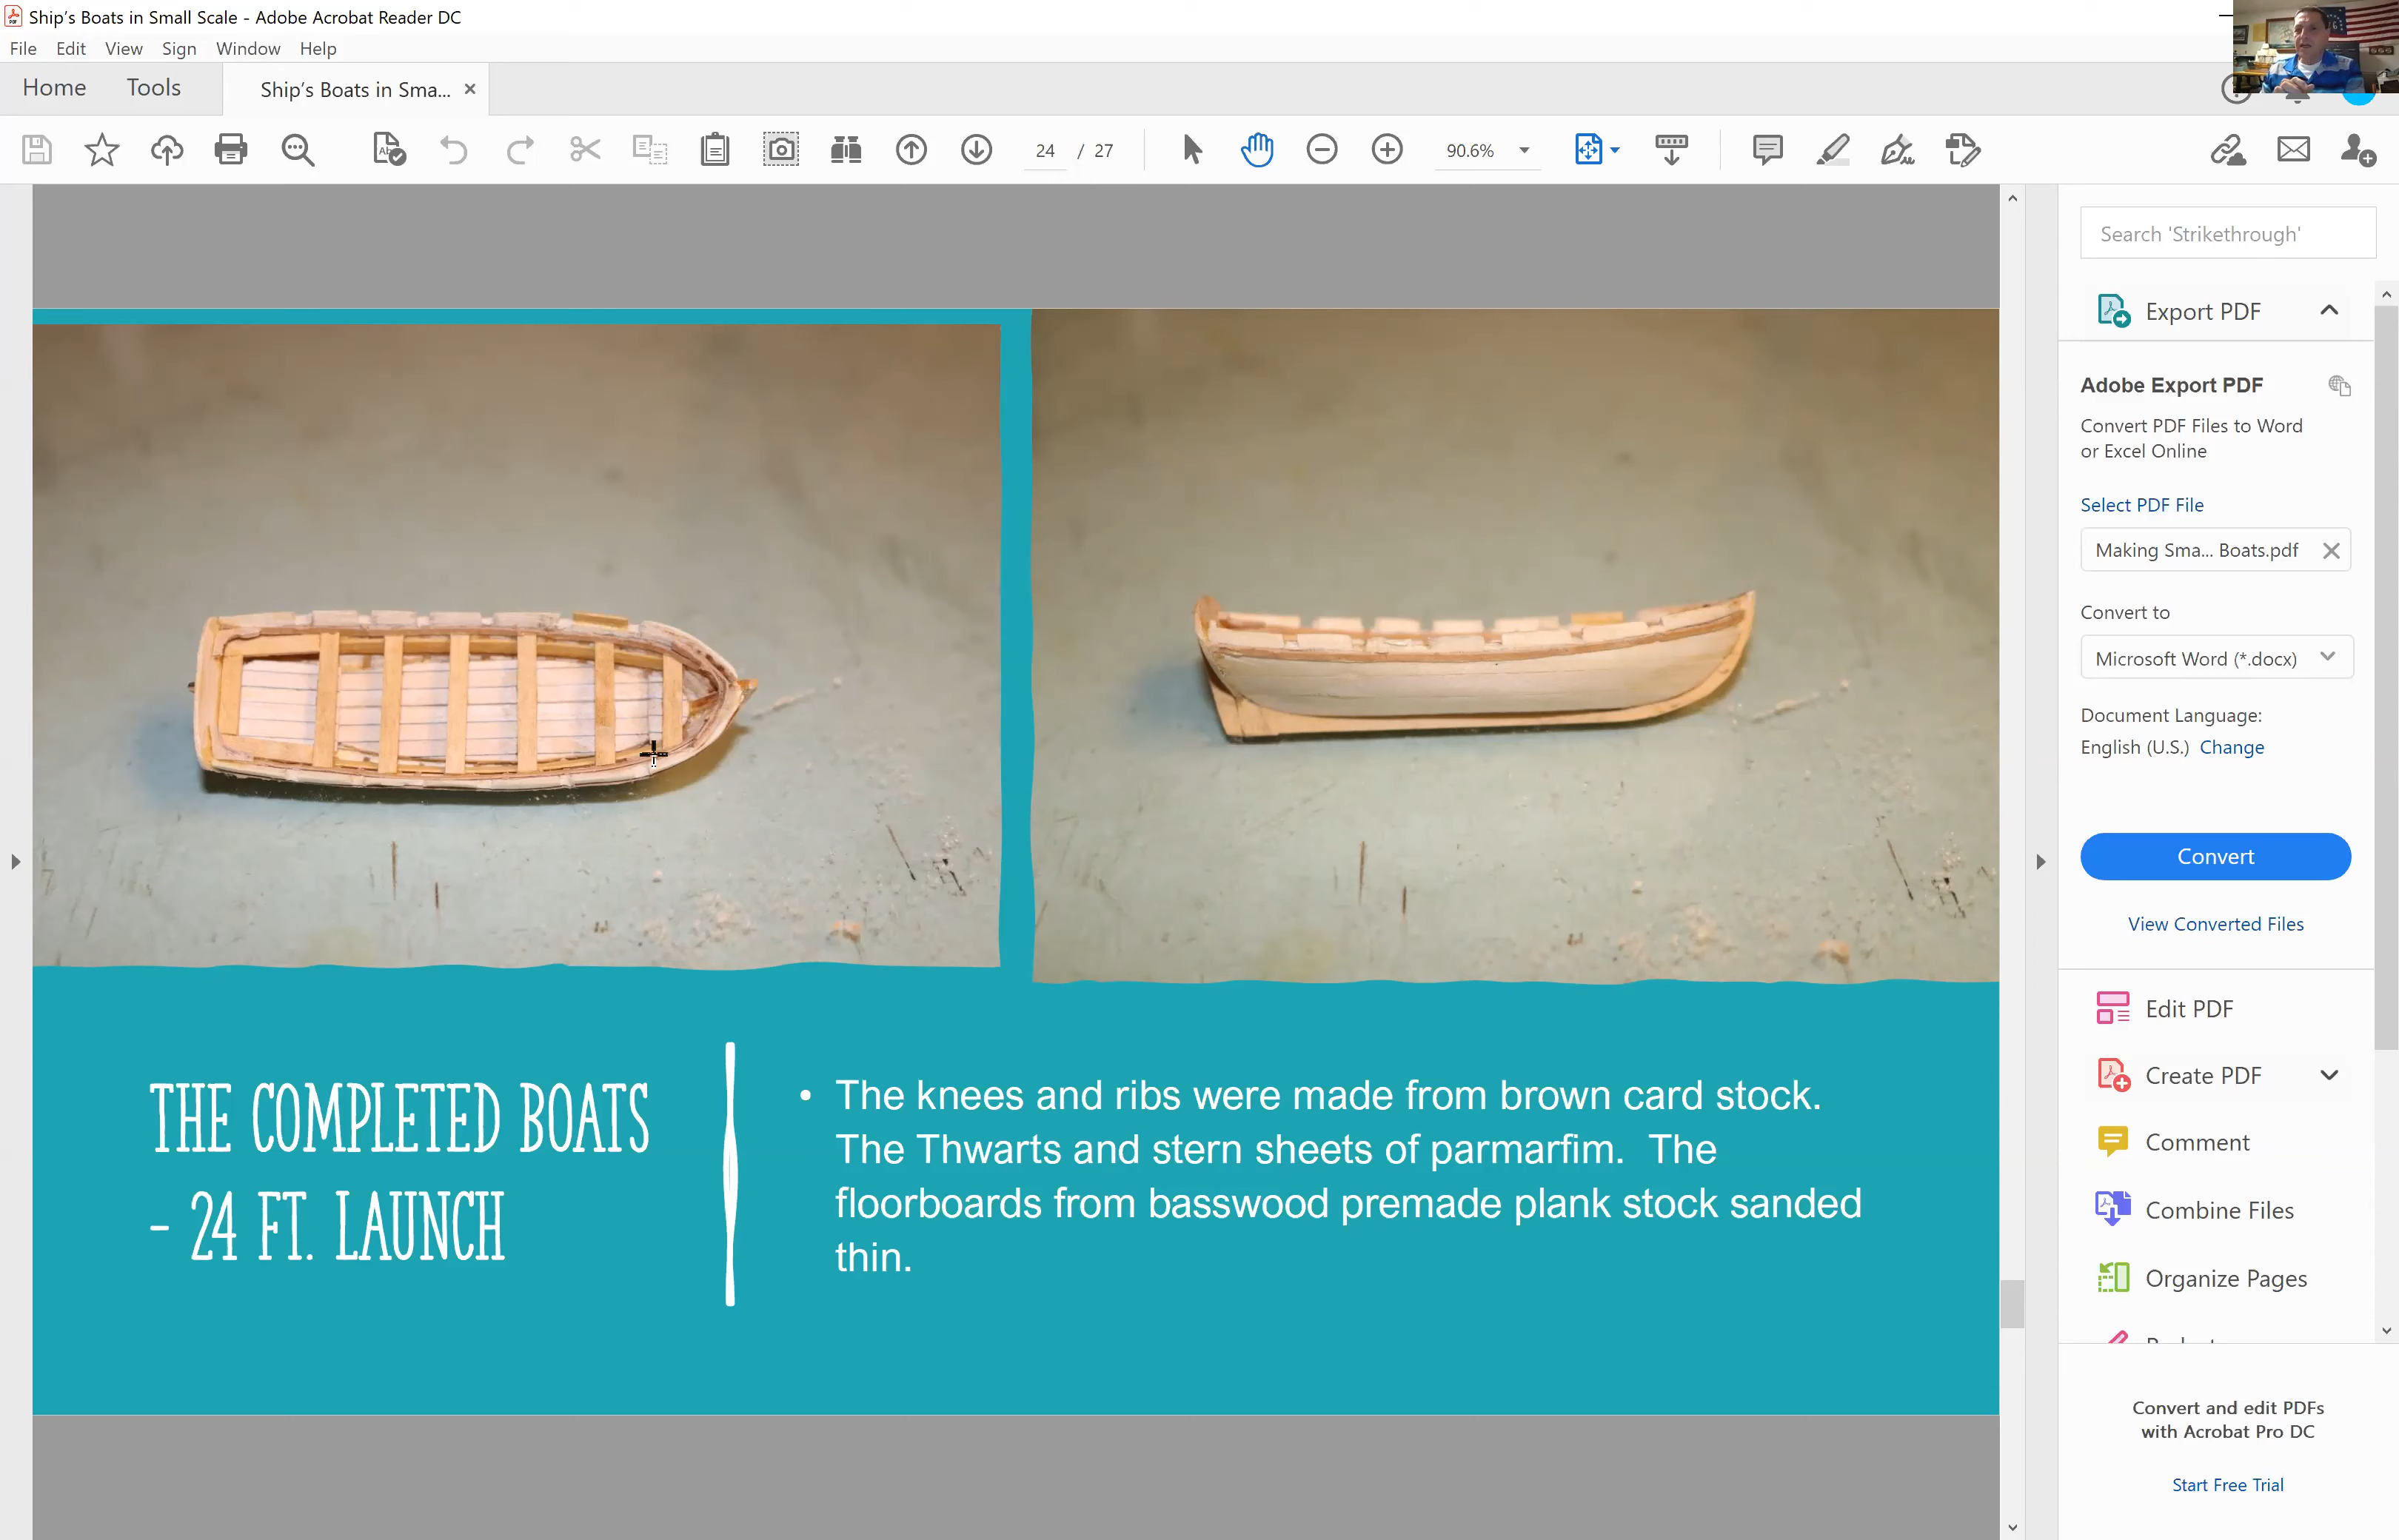 Ship's Boats in Small Scale - Adobe Acrobat Reader DC
File Edit View Sign Window Help
Home Tools Ship's Boats in Sma... ×
24 / 27 90.6%
Search 'Strikethrough'
Export PDF
Adobe Export PDF
Convert PDF Files to Word
or Excel Online
Select PDF File
Making Sma... Boats.pdf
Convert to
Microsoft Word (*.docx)
Document Language:
English (U.S.) Change
Convert
View Converted Files
Edit PDF
Create PDF
Comment
Combine Files
Organize Pages
Convert and edit PDFs
with Acrobat Pro DC
Start Free Trial
THE COMPLETED BOATS
- 24 FT. LAUNCH
• The knees and ribs were made from brown card stock.
The Thwarts and stern sheets of parmarfim. The
floorboards from basswood premade plank stock sanded
thin.